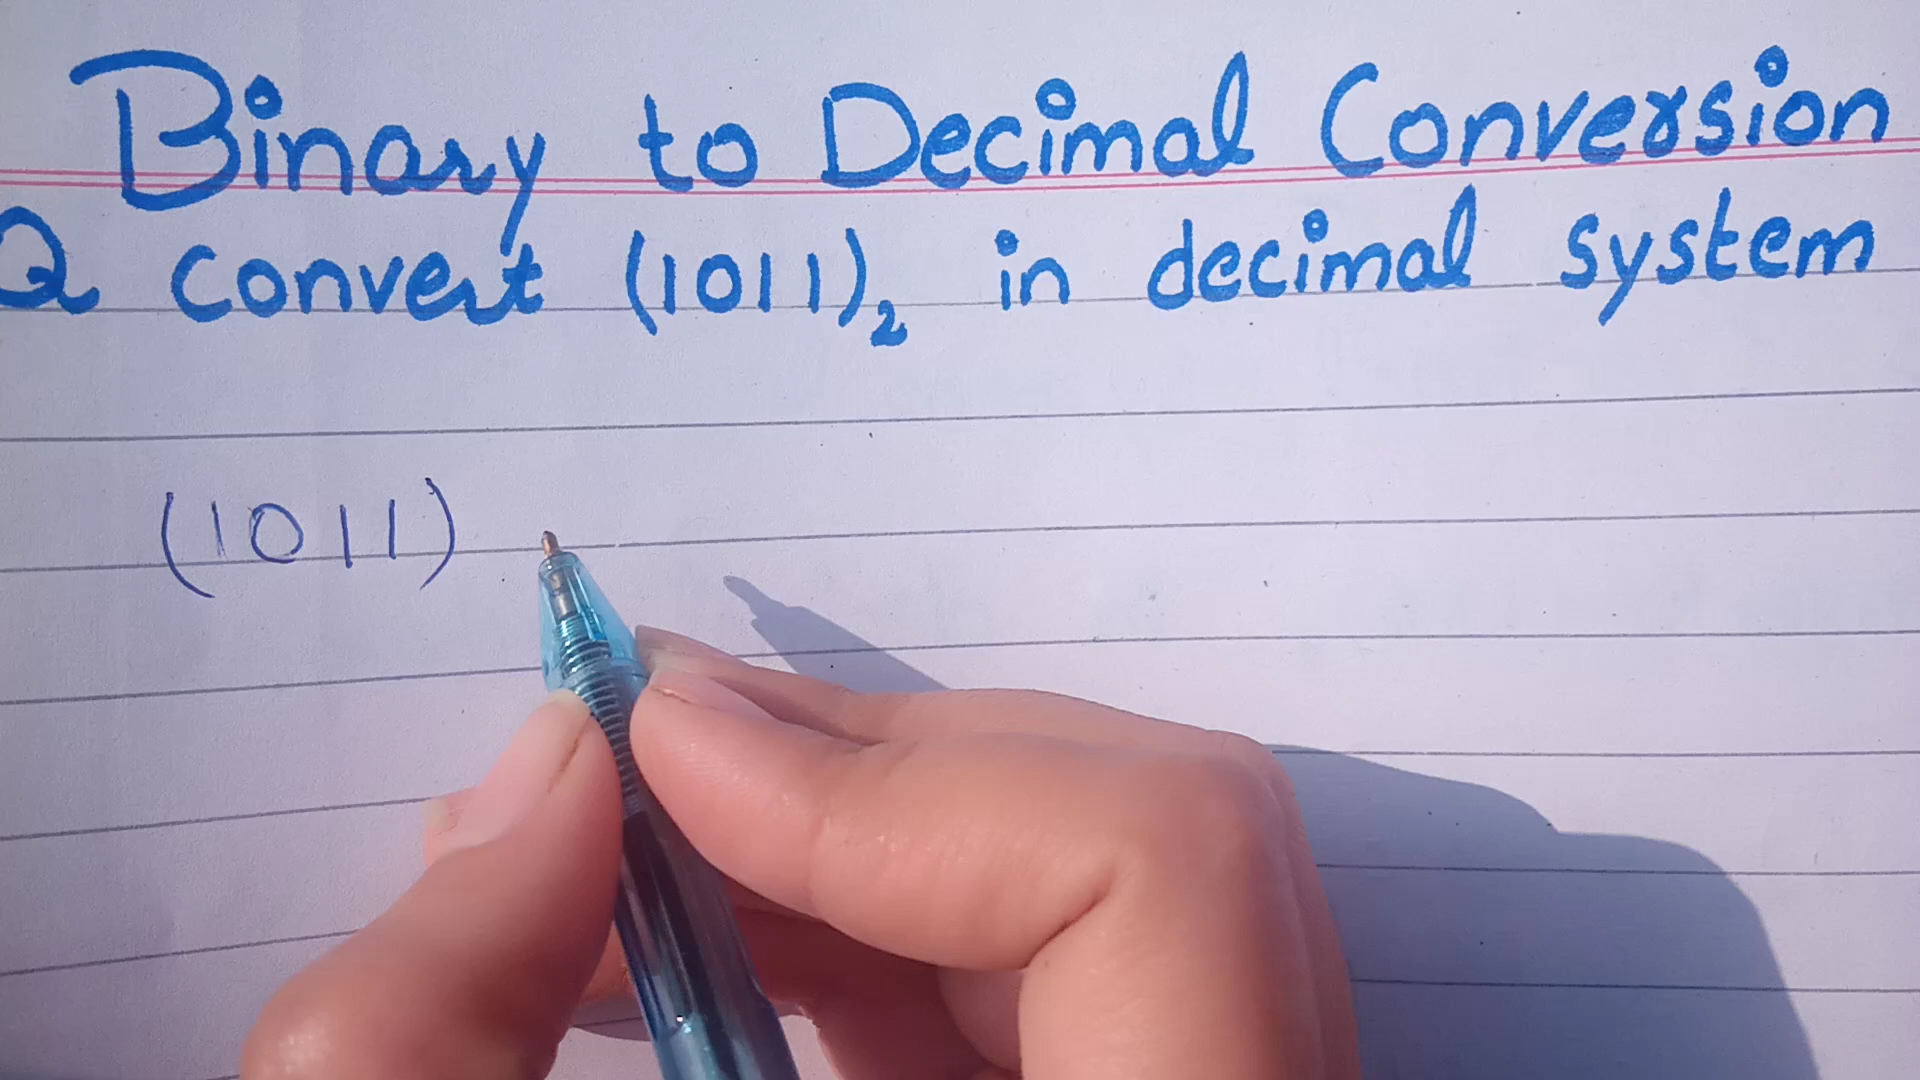 Binary to Decimal Conversion
Q convert (1011)₂ in decimal system
(1011)